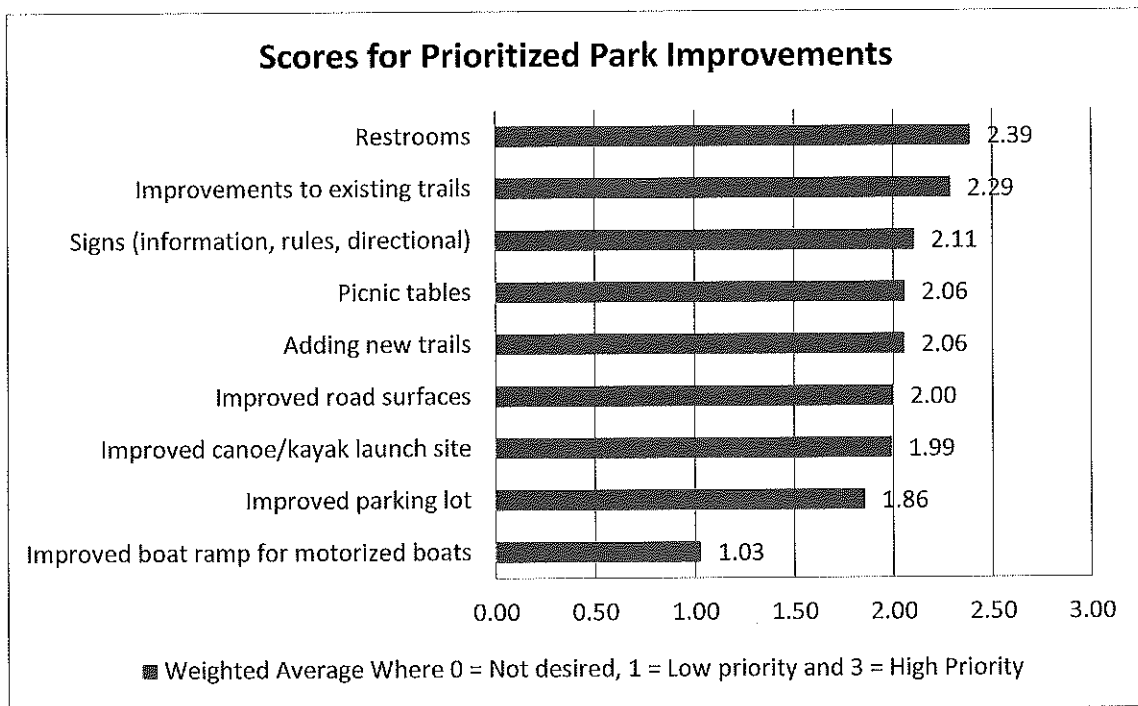 Scores for Prioritized Park Improvements
Restrooms 2.39
Improvements to existing trails 2.29
Signs (information, rules, directional) 2.11
Picnic tables 2.06
Adding new trails 2.06
Improved road surfaces 2.00
Improved canoe/kayak launch site 1.99
Improved parking lot 1.86
Improved boat ramp for motorized boats 1.03
0.00 0.50 1.00 1.50 2.00 2.50 3.00
Weighted Average Where 0 = Not desired, 1 = Low priority and 3 = High Priority